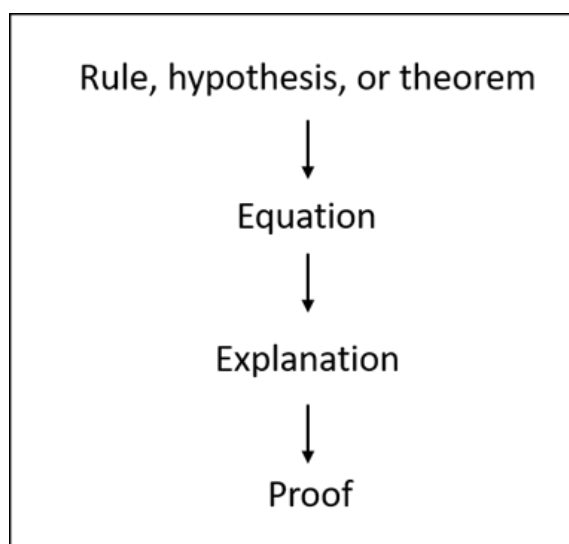 Rule, hypothesis, or theorem
Equation
Explanation
Proof